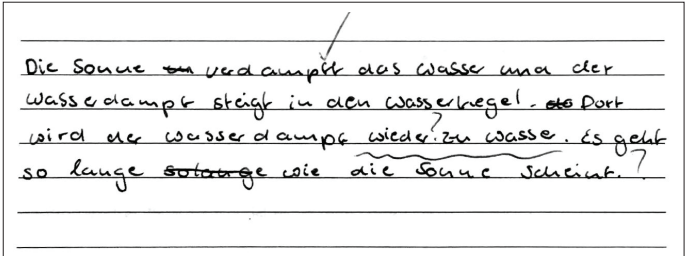 Die Sonne verdampft das Wasser und der
Wasserdampf steigt in den Wasserkegel. Dort
wird der Wasserdampf wieder? zu Wasser. Es geht
so lange solange wie die Sonne scheint. ?